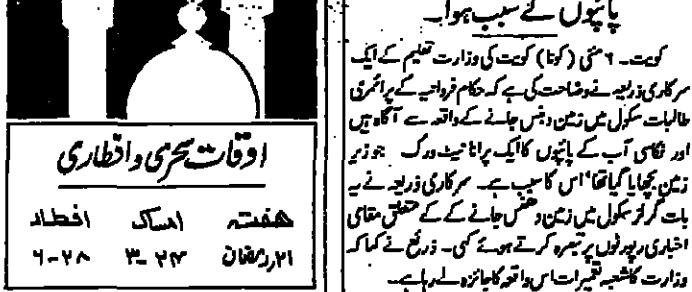 پائپوں کے سبب ہوا۔
کویت۔ ۶ مئی (کونا) کویت کی وزارت تعلیم کے ایک
سرکاری ذریعہ نے وضاحت کی ہے کہ حکام فرواحیہ کے پرائمری
طالبات سکول میں زمین دھنس جانے کے واقعہ سے آگاہ ہیں
اور نکاسی آب کے پائپوں کا ایک پرانا نیٹ ورک جو زیر
زمین بچھایا گیا تھا' اس کا سبب ہے۔ سرکاری ذریعہ نے یہ
بات گرلز سکول میں زمین دھنس جانے کے کے متعلق مقامی
اخباری رپورٹوں پر تبصرہ کرتے ہوئے کہی۔ ذرائع نے کہا کہ
وزارت کا شعبہ تعمیرات اس واقعہ کا جائزہ لے رہا ہے۔
اوقات سحری و افطاری
ھفتہ امساک افطار
۲۱ رمضان ۲۴-۳ ۲۸-۶